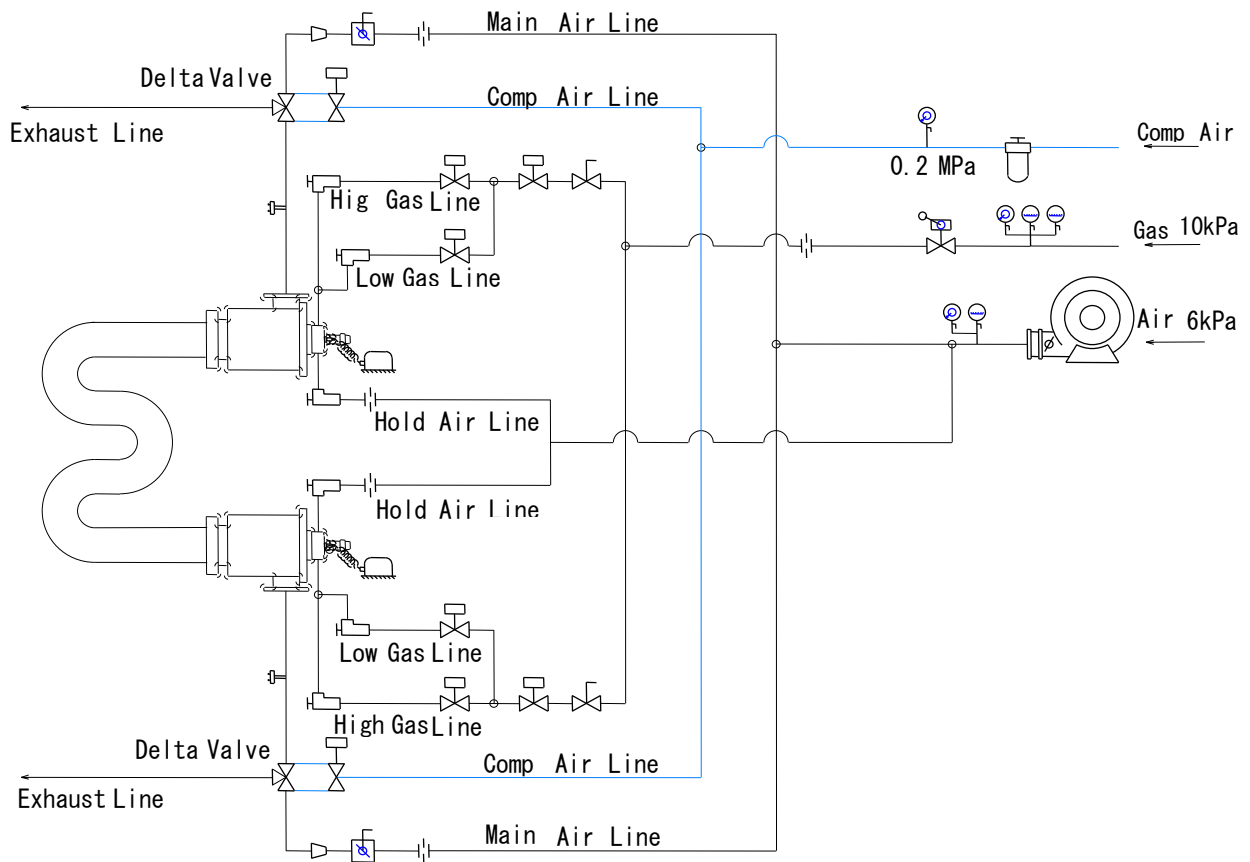 Main Air Line
Delta Valve
Comp Air Line
Exhaust Line
Comp Air
0.2 MPa
Hig Gas Line
Gas 10kPa
Low Gas Line
Air 6kPa
Hold Air Line
Hold Air Line
Low Gas Line
High Gas Line
Delta Valve
Comp Air Line
Exhaust Line
Main Air Line